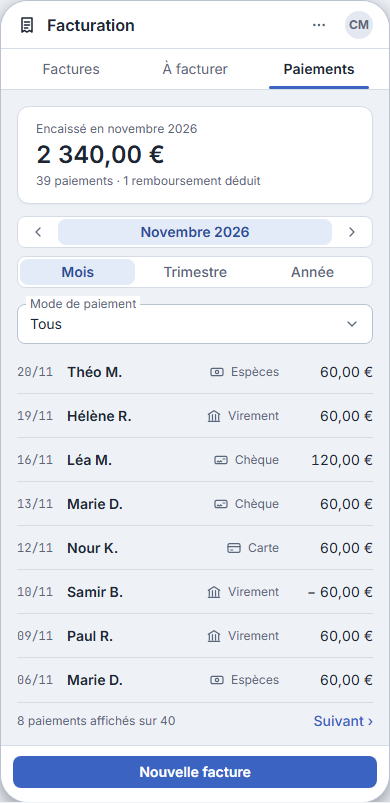 Facturation ··· CM
Factures À facturer Paiements
Encaissé en novembre 2026
2 340,00 €
39 paiements · 1 remboursement déduit
‹ Novembre 2026 ›
Mois Trimestre Année
Mode de paiement
Tous
20/11 Théo M. Espèces 60,00 €
19/11 Hélène R. Virement 60,00 €
16/11 Léa M. Chèque 120,00 €
13/11 Marie D. Chèque 60,00 €
12/11 Nour K. Carte 60,00 €
10/11 Samir B. Virement − 60,00 €
09/11 Paul R. Virement 60,00 €
06/11 Marie D. Espèces 60,00 €
8 paiements affichés sur 40 Suivant ›
Nouvelle facture